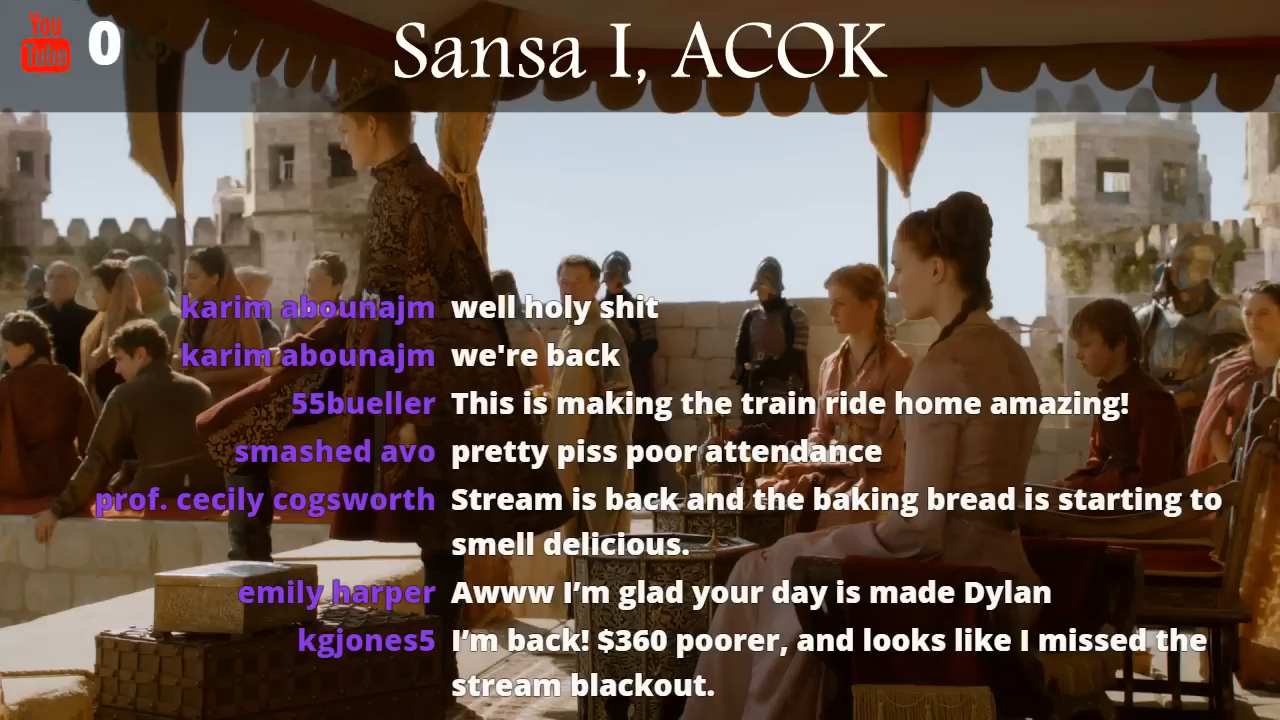 You
Tube 0
Sansa I, ACOK
karim abounajm well holy shit
karim abounajm we're back
55bueller This is making the train ride home amazing!
smashed avo pretty piss poor attendance
prof. cecily cogsworth Stream is back and the baking bread is starting to
smell delicious.
emily harper Awww I’m glad your day is made Dylan
kgjones5 I’m back! $360 poorer, and looks like I missed the
stream blackout.